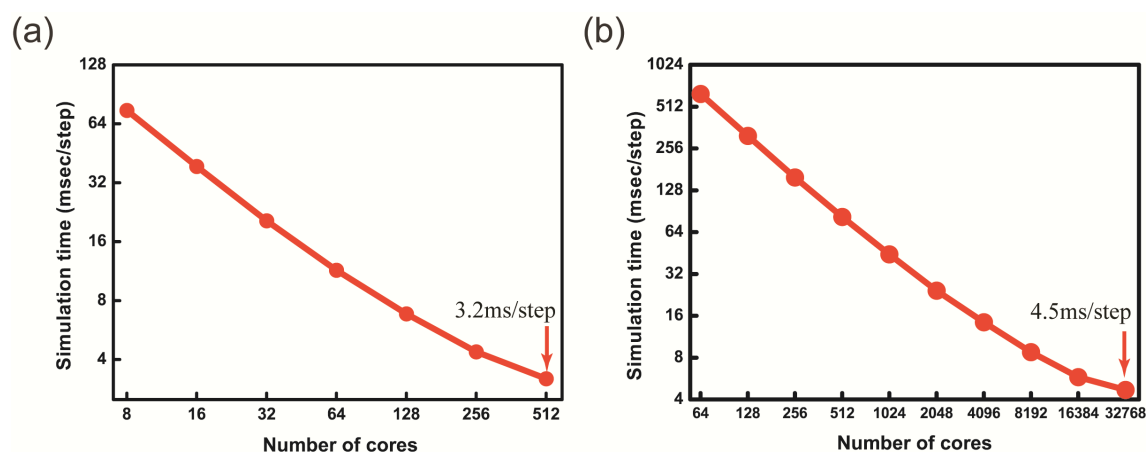 (a)
128
64
32
16
8
4
Simulation time (msec/step)
3.2ms/step
8 16 32 64 128 256 512
Number of cores
(b)
1024
512
256
128
64
32
16
8
4
Simulation time (msec/step)
4.5ms/step
64 128 256 512 1024 2048 4096 8192 16384 32768
Number of cores